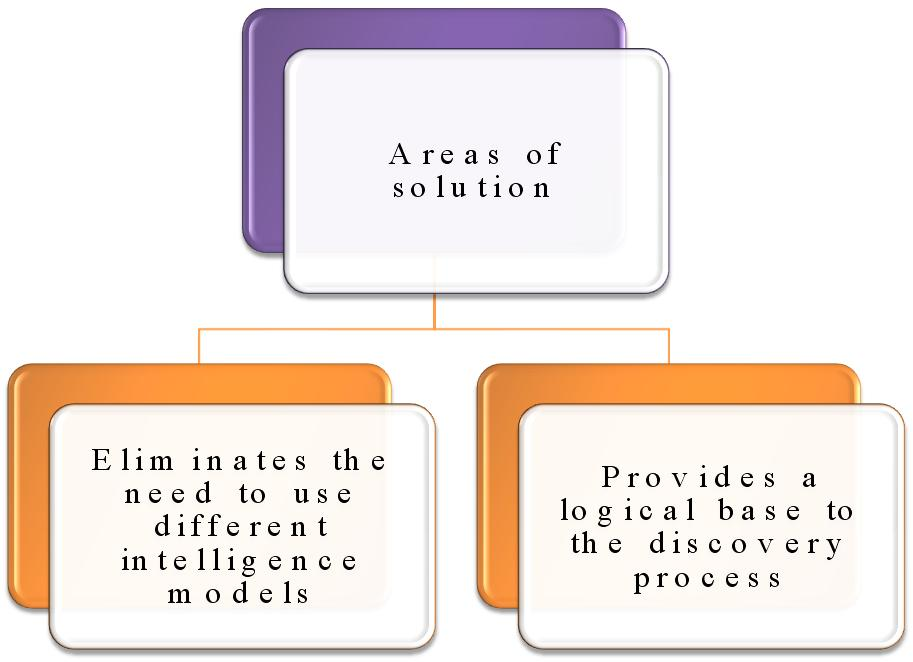 Areas of
solution
Eliminates the
need to use
different
intelligence
models
Provides a
logical base to
the discovery
process